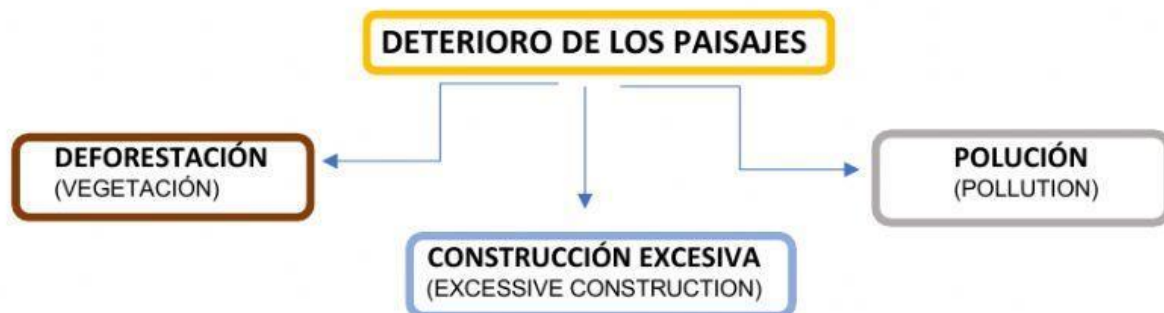 DETERIORO DE LOS PAISAJES
DEFORESTACIÓN
(VEGETACIÓN)
POLUCIÓN
(POLLUTION)
CONSTRUCCIÓN EXCESIVA
(EXCESSIVE CONSTRUCTION)